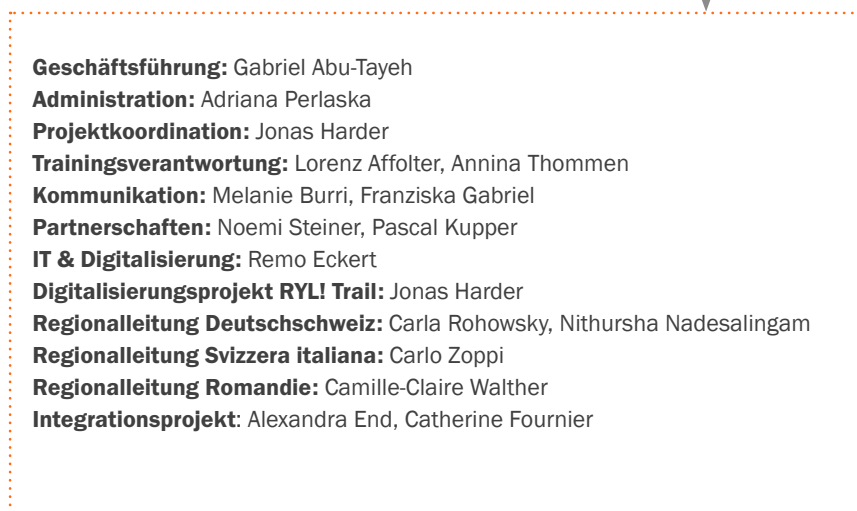 Geschäftsführung: Gabriel Abu-Tayeh
Administration: Adriana Perlaska
Projektkoordination: Jonas Harder
Trainingsverantwortung: Lorenz Affolter, Annina Thommen
Kommunikation: Melanie Burri, Franziska Gabriel
Partnerschaften: Noemi Steiner, Pascal Kupper
IT & Digitalisierung: Remo Eckert
Digitalisierungsprojekt RYL! Trail: Jonas Harder
Regionalleitung Deutschschweiz: Carla Rohowsky, Nithursha Nadesalingam
Regionalleitung Svizzera italiana: Carlo Zoppi
Regionalleitung Romandie: Camille-Claire Walther
Integrationsprojekt: Alexandra End, Catherine Fournier